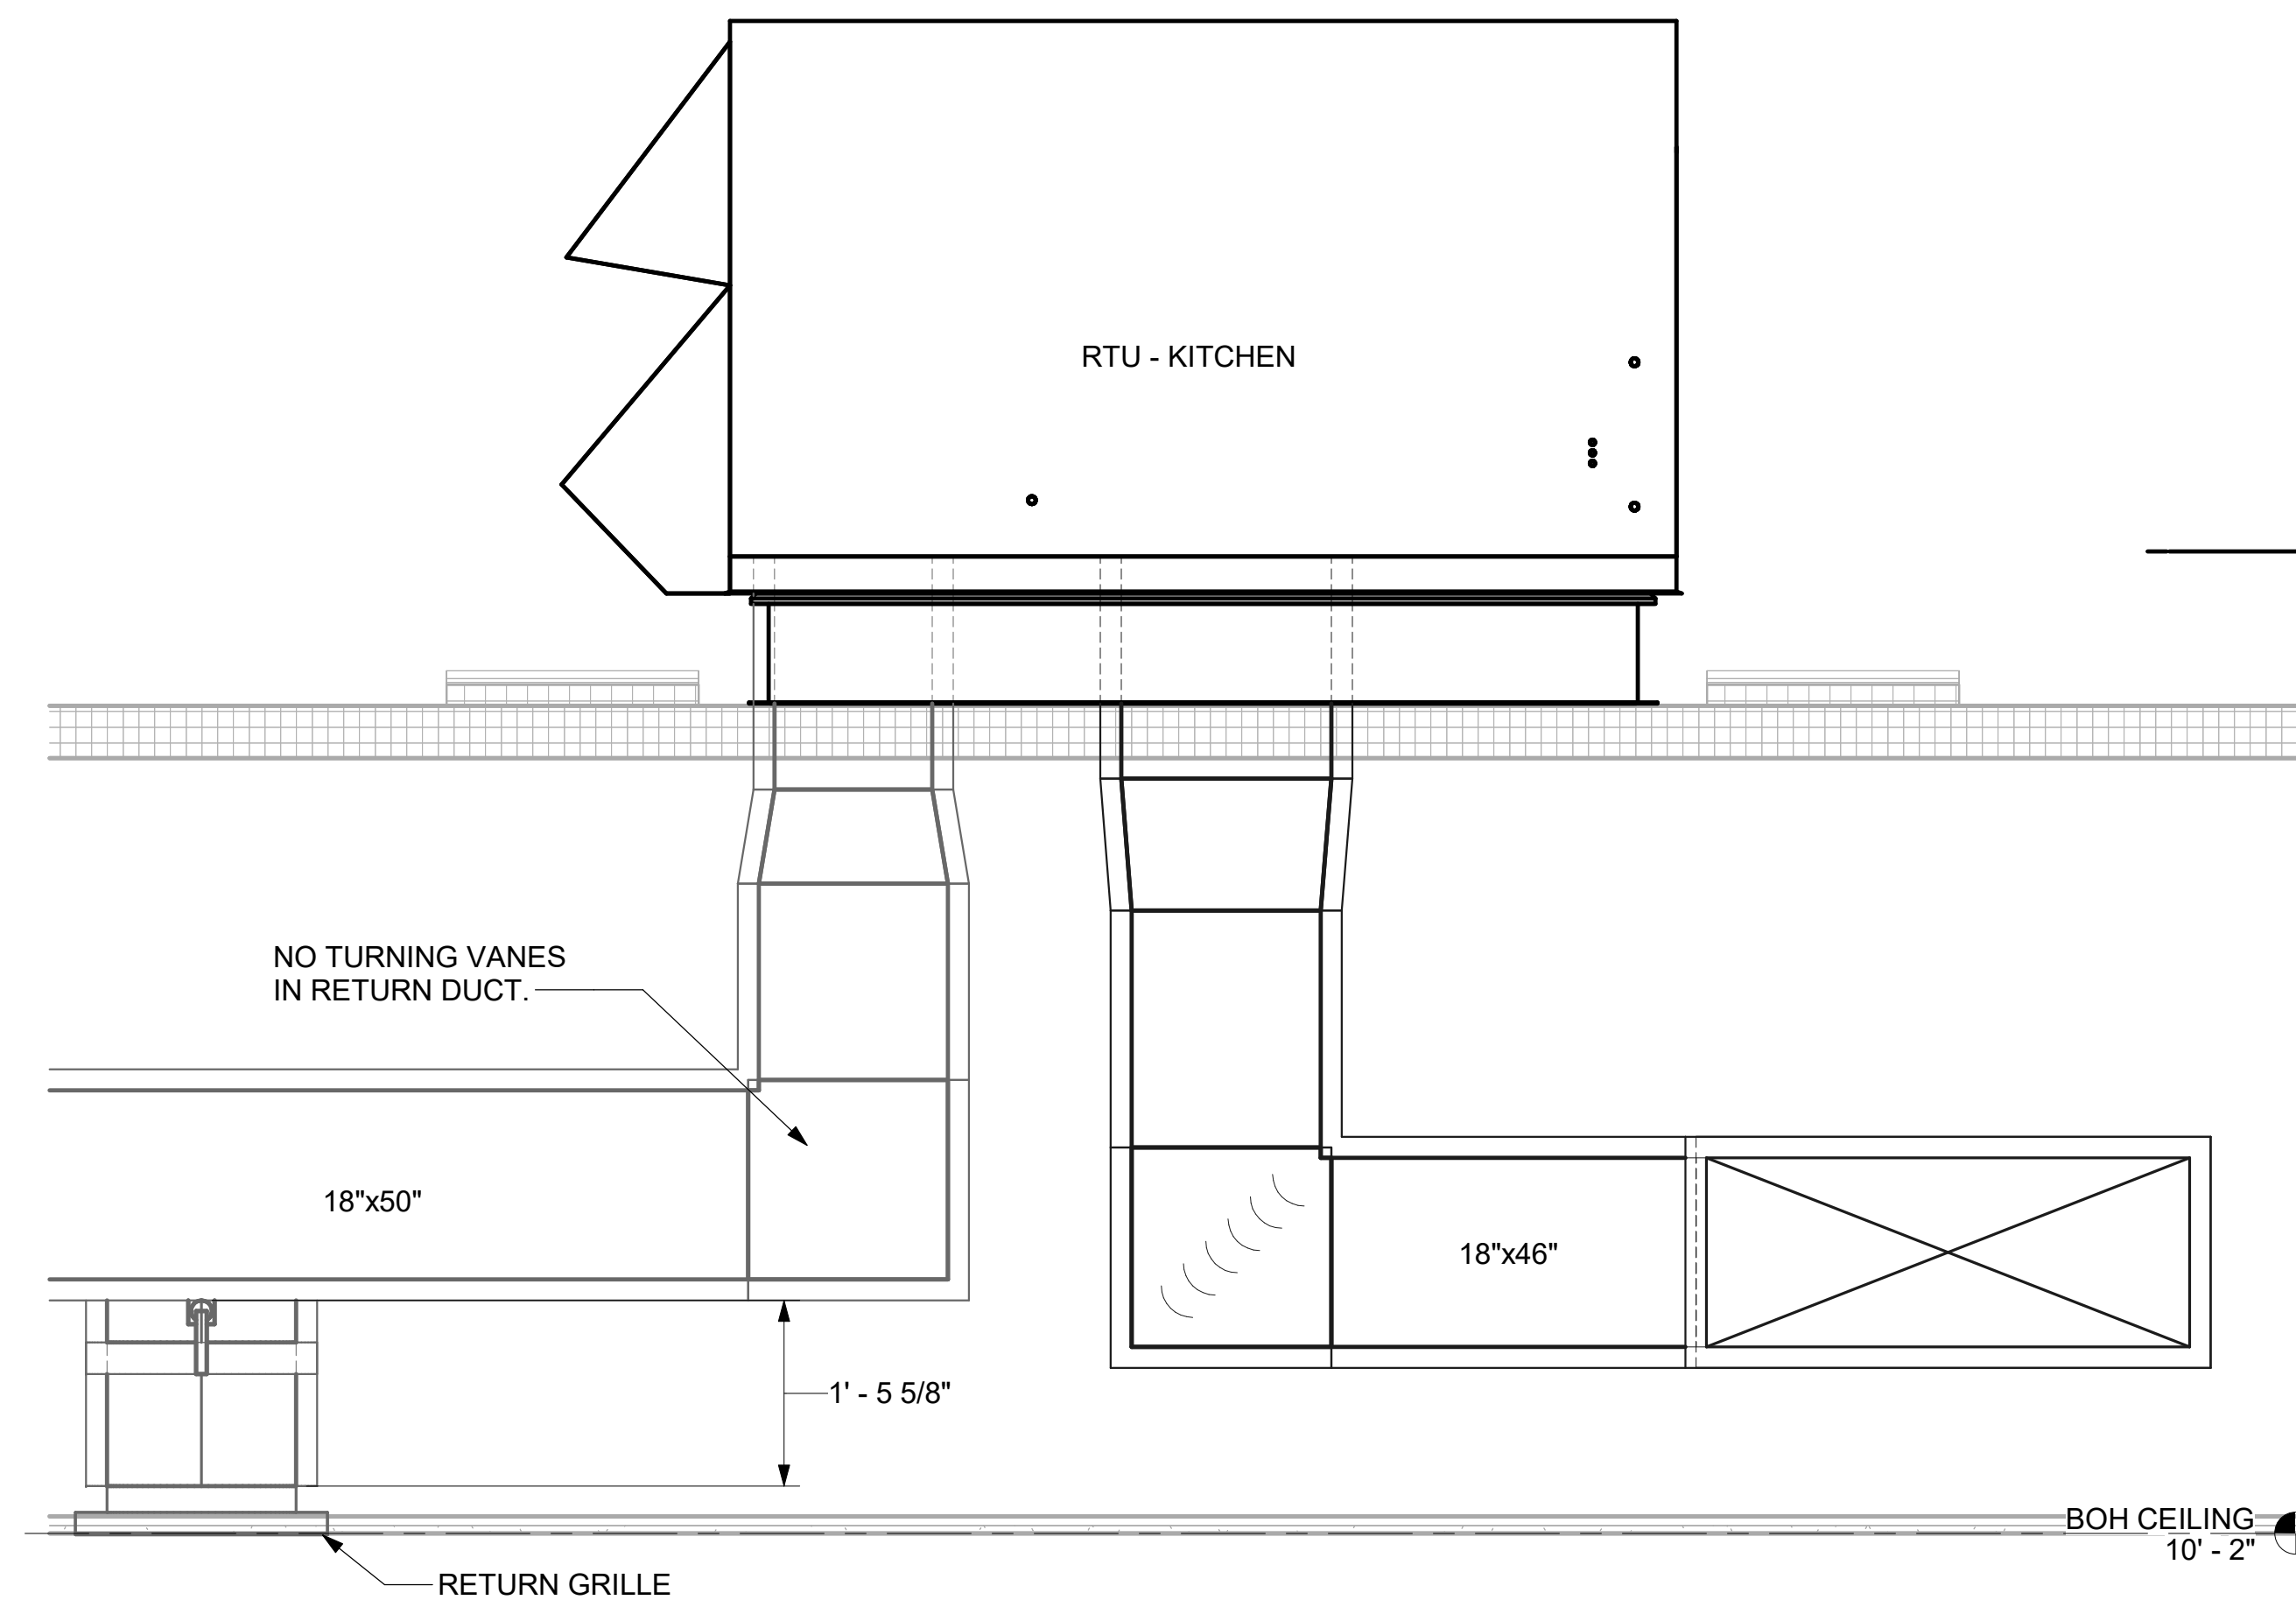 RTU - KITCHEN
NO TURNING VANES
IN RETURN DUCT.
18"x50"
18"x46"
1' - 5 5/8"
BOH CEILING
10' - 2"
RETURN GRILLE